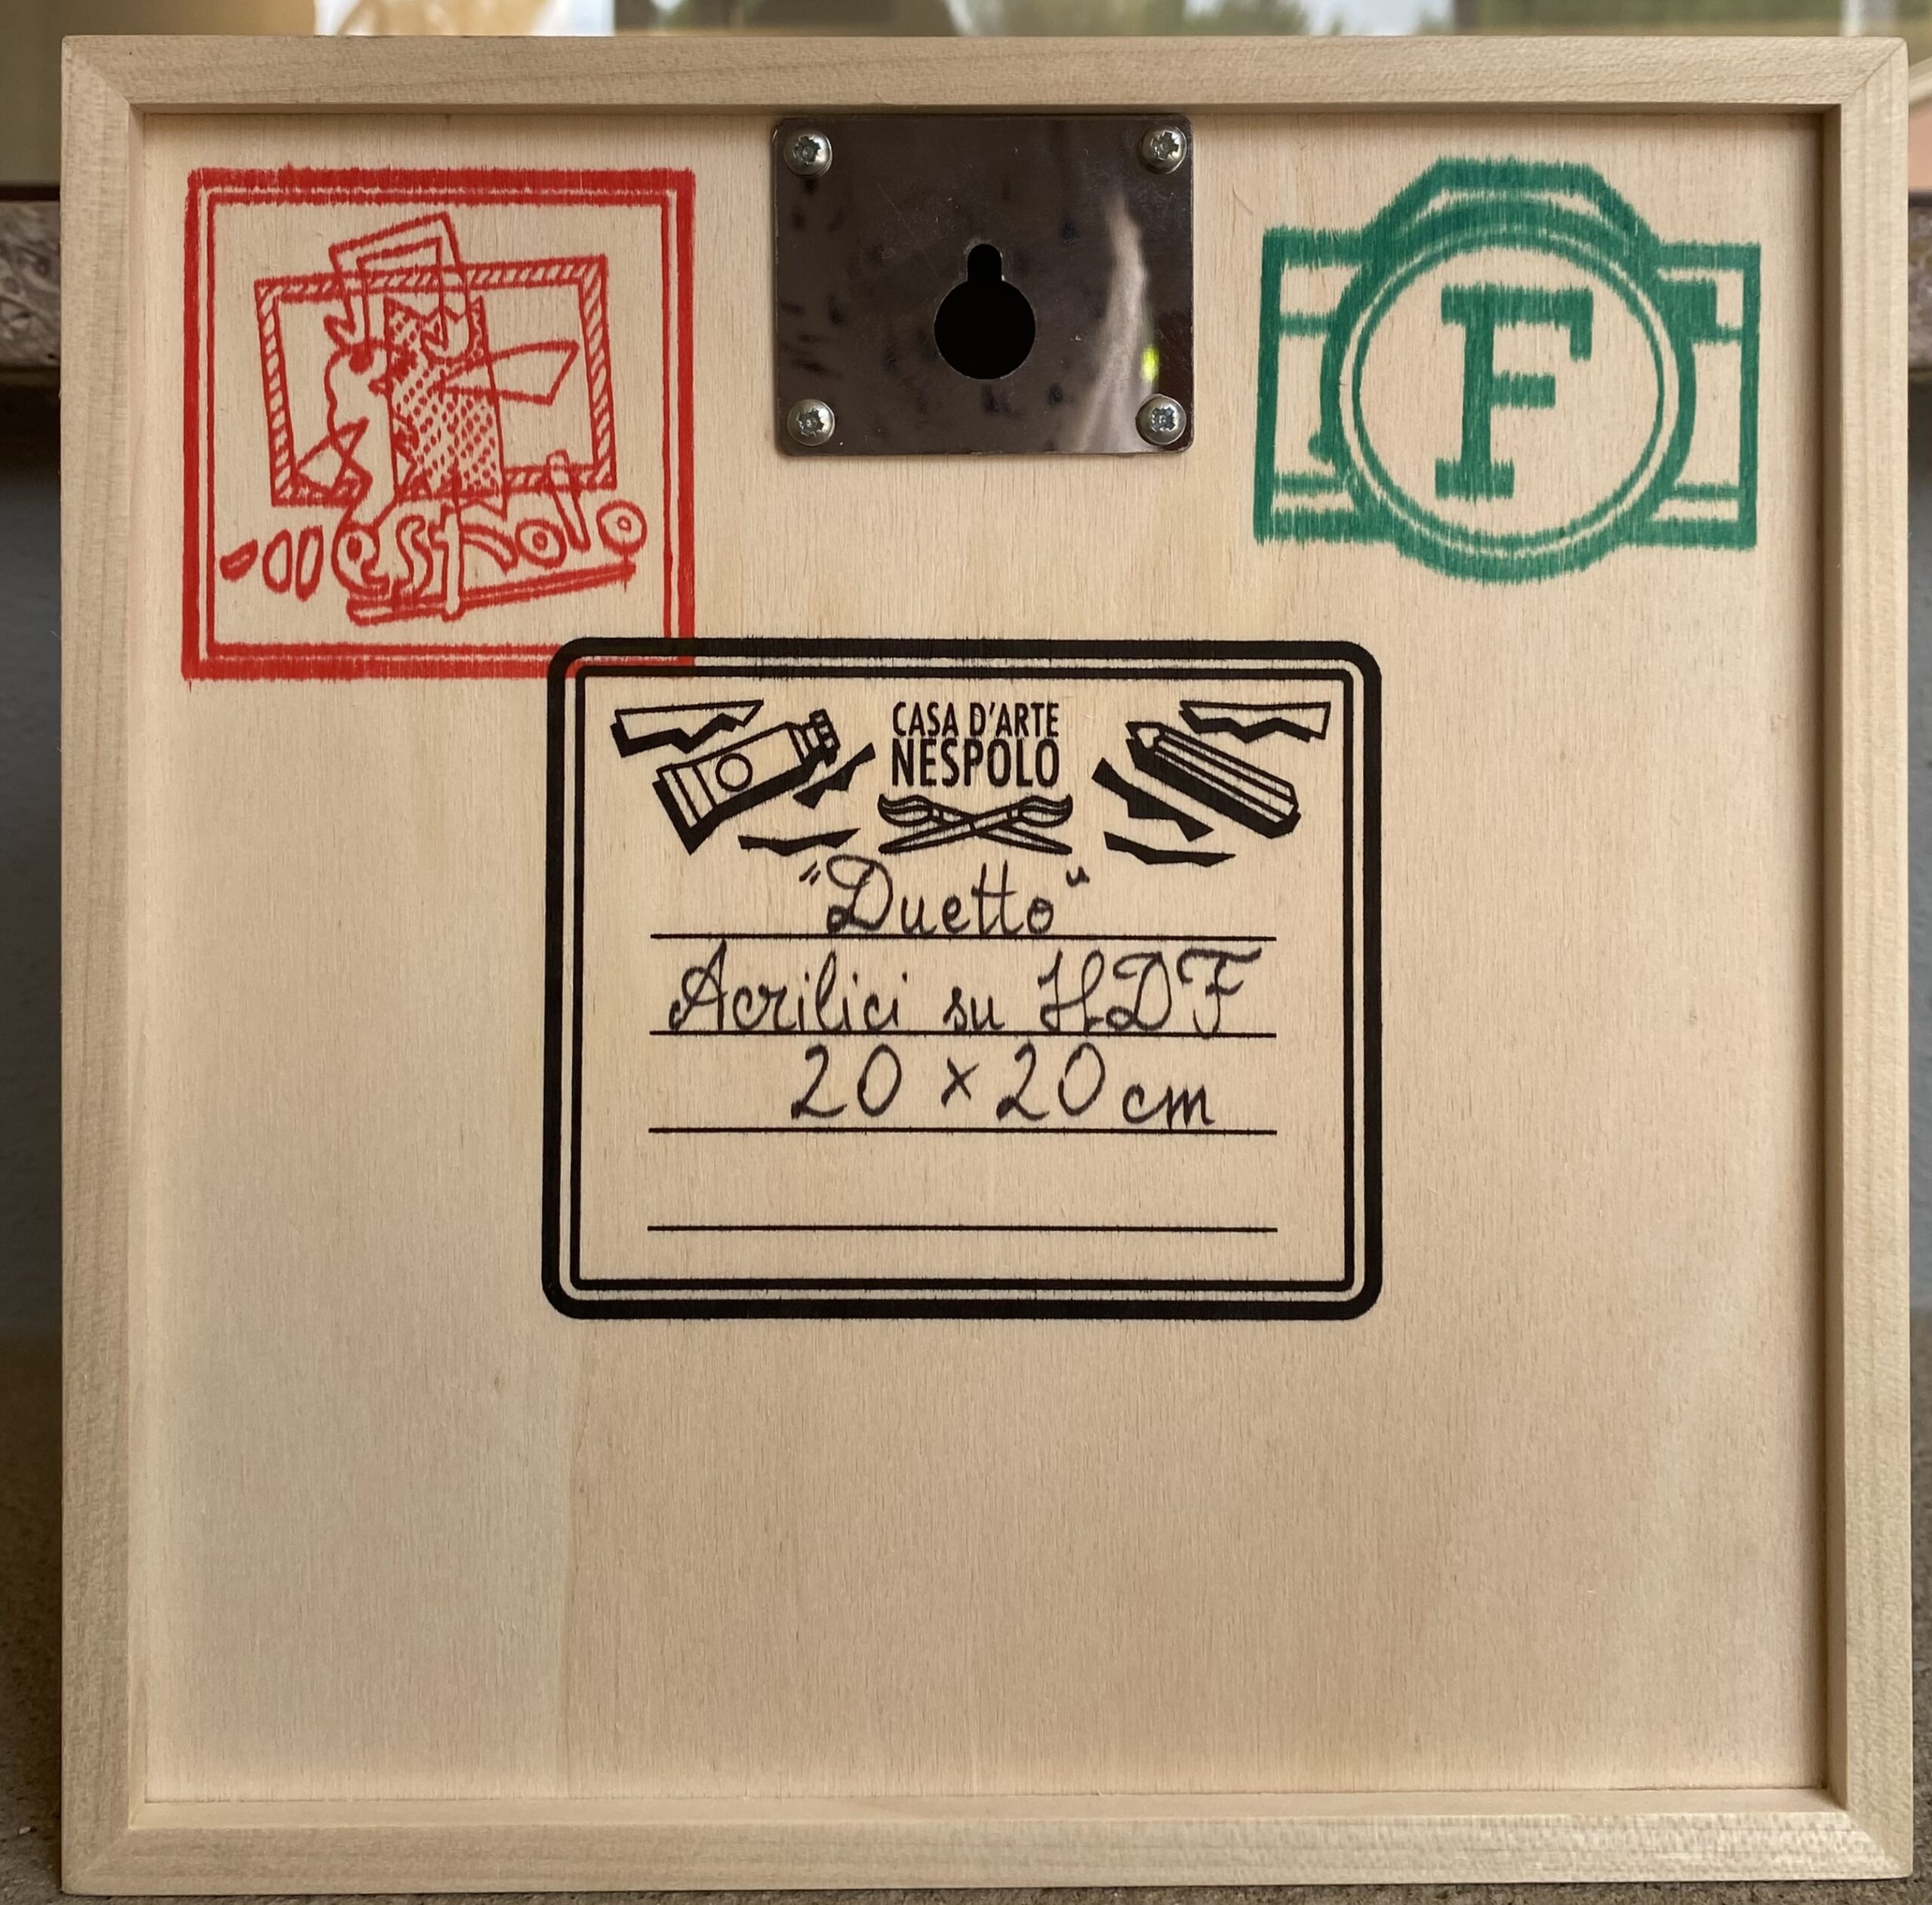 F
CASA D'ARTE
NESPOLO
"Duetto"
Acrilici su HDF
20 x 20 cm